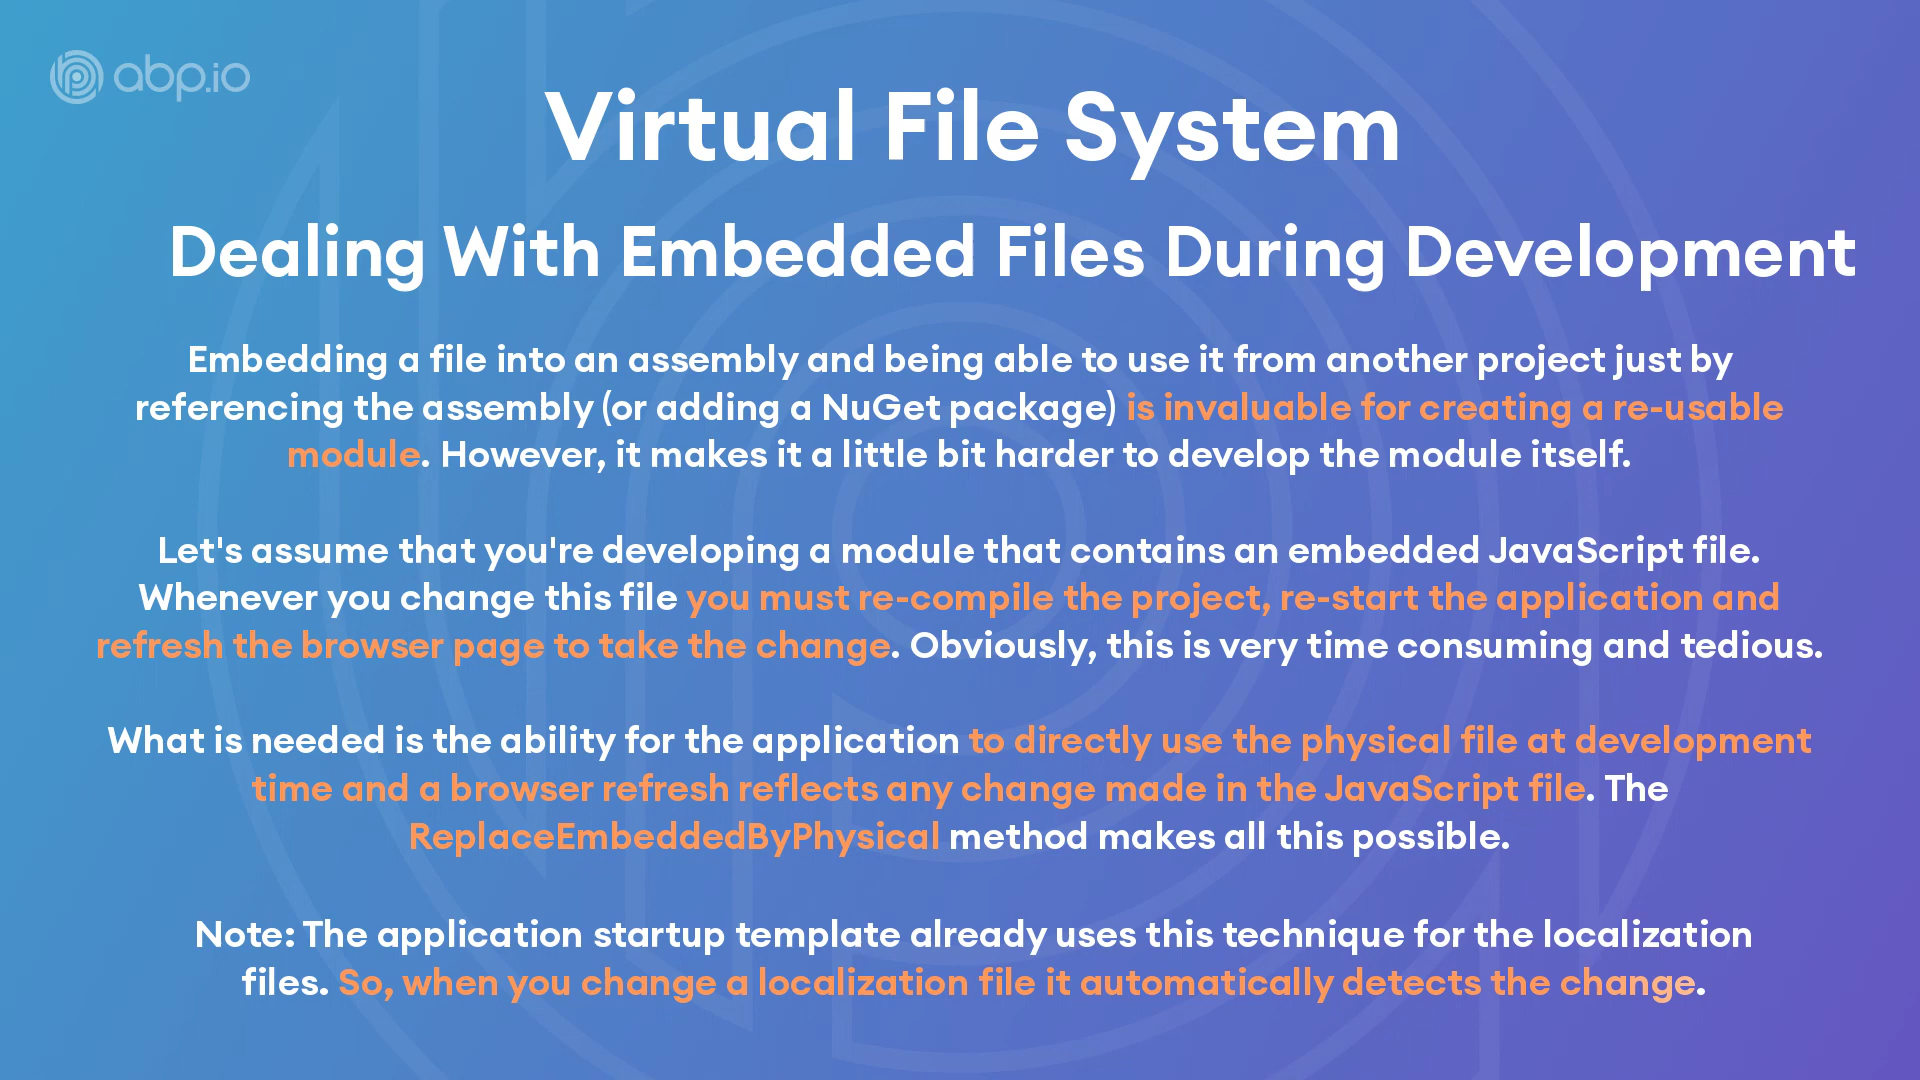 abp.io
Virtual File System
Dealing With Embedded Files During Development
Embedding a file into an assembly and being able to use it from another project just by
referencing the assembly (or adding a NuGet package) is invaluable for creating a re-usable
module. However, it makes it a little bit harder to develop the module itself.
Let's assume that you're developing a module that contains an embedded JavaScript file.
Whenever you change this file you must re-compile the project, re-start the application and
refresh the browser page to take the change. Obviously, this is very time consuming and tedious.
What is needed is the ability for the application to directly use the physical file at development
time and a browser refresh reflects any change made in the JavaScript file. The
ReplaceEmbeddedByPhysical method makes all this possible.
Note: The application startup template already uses this technique for the localization
files. So, when you change a localization file it automatically detects the change.